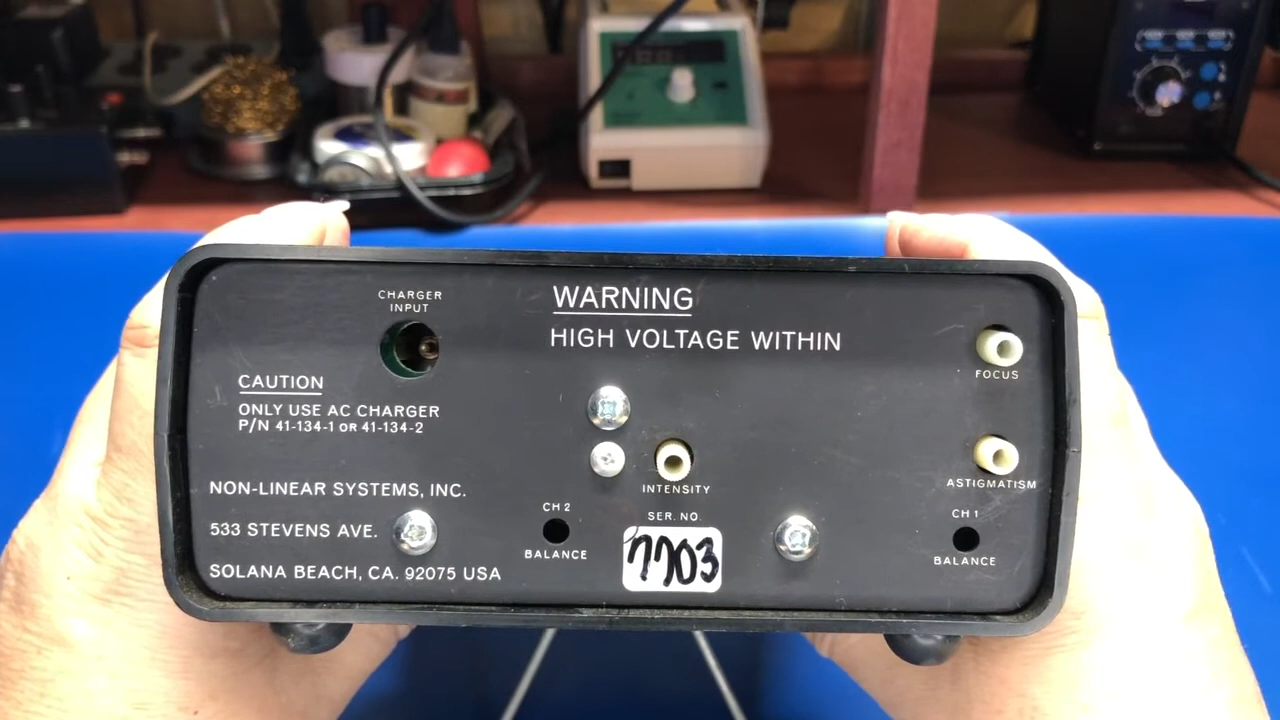 CHARGER
INPUT
WARNING
HIGH VOLTAGE WITHIN
FOCUS
CAUTION
ONLY USE AC CHARGER
P/N 41-134-1 OR 41-134-2
ASTIGMATISM
INTENSITY
NON-LINEAR SYSTEMS, INC.
533 STEVENS AVE.
SOLANA BEACH, CA. 92075 USA
CH 2
BALANCE
SER. NO.
7703
CH 1
BALANCE